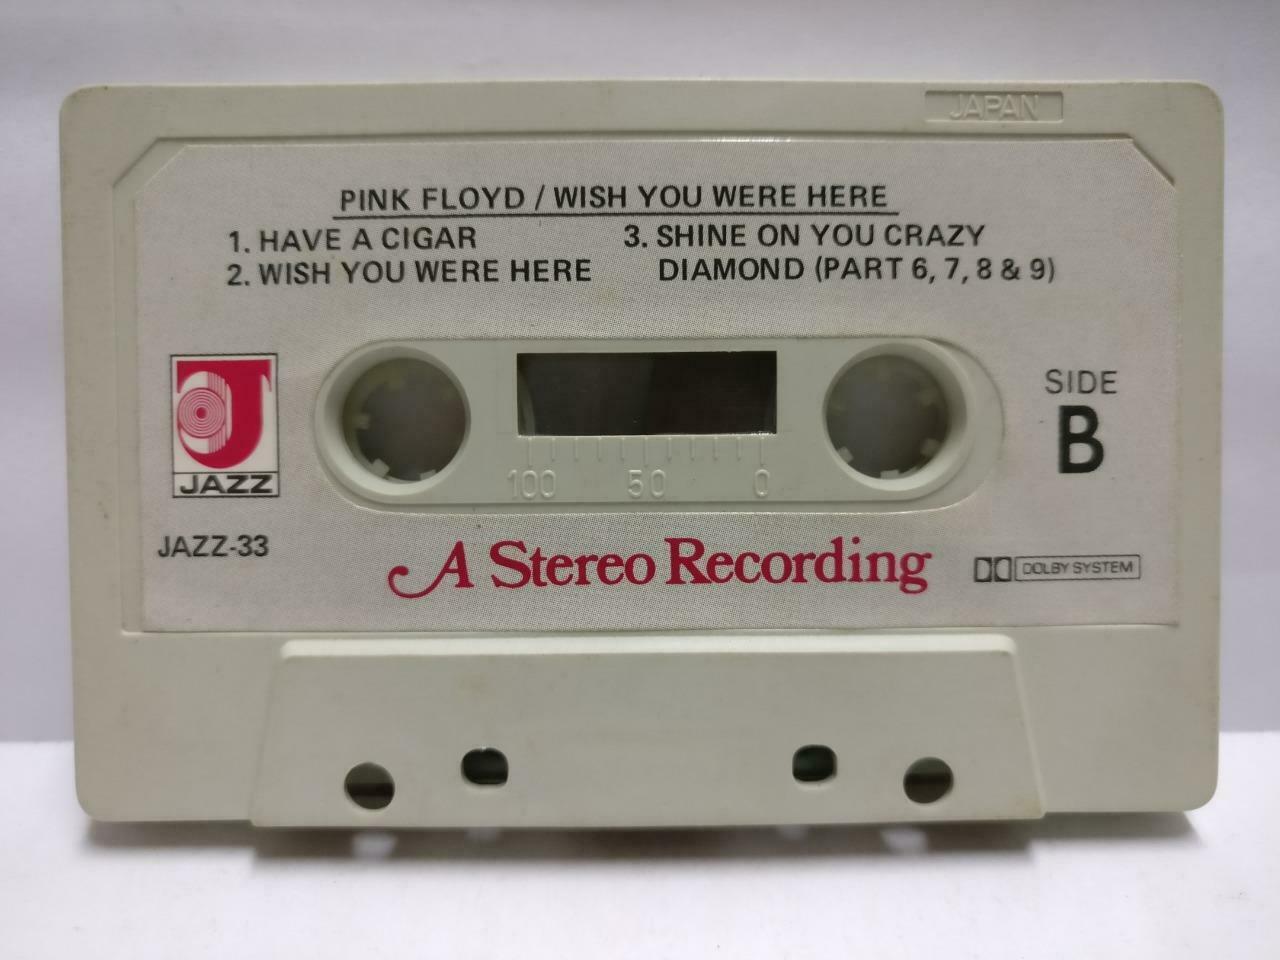 JAPAN
PINK FLOYD / WISH YOU WERE HERE
1. HAVE A CIGAR
2. WISH YOU WERE HERE
3. SHINE ON YOU CRAZY
DIAMOND (PART 6, 7, 8 & 9)
J
JAZZ
JAZZ-33
100 50 0
SIDE
B
A Stereo Recording
DOLBY SYSTEM